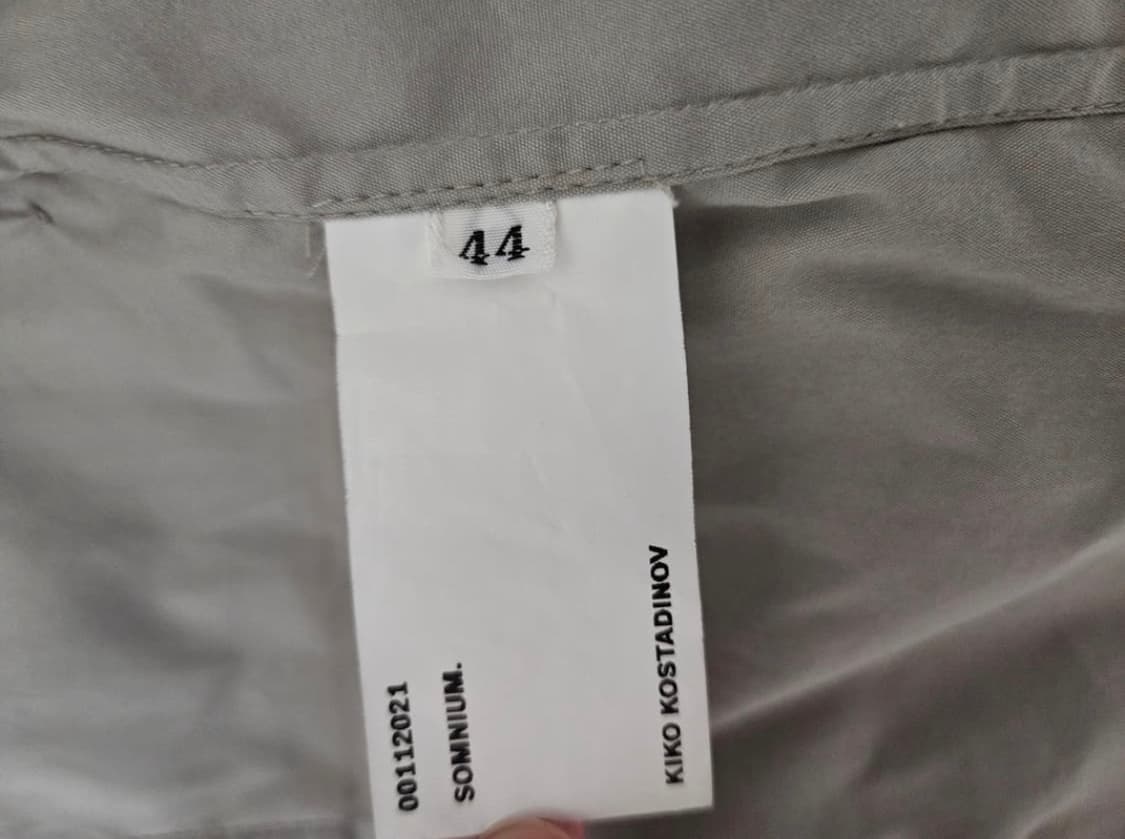 44
00112021
SOMNIUM.
KIKO KOSTADINOV